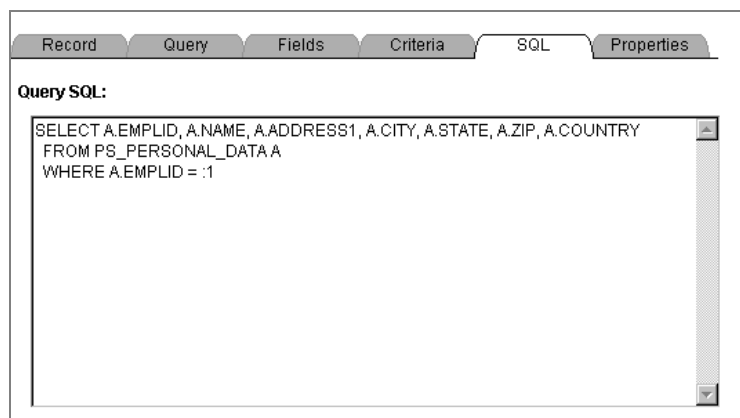 Record Query Fields Criteria SQL Properties
Query SQL:
SELECT A.EMPLID, A.NAME, A.ADDRESS1, A.CITY, A.STATE, A.ZIP, A.COUNTRY
FROM PS_PERSONAL_DATA A
WHERE A.EMPLID = :1